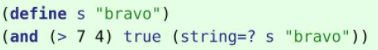 (define s "bravo")
(and (> 7 4) true (string=? s "bravo"))